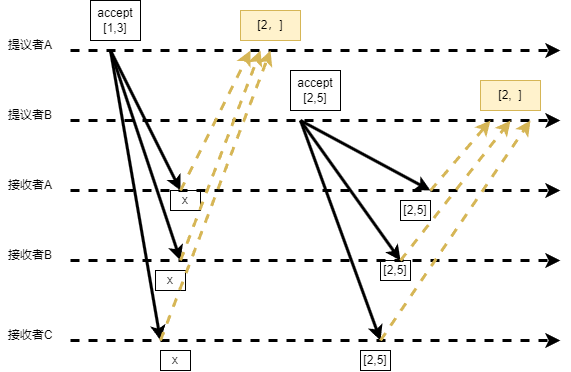 accept
[1,3]
[2，]
提议者A
accept
[2,5]
[2, ]
提议者B
接收者A
X
[2,5]
接收者B
X
[2,5]
接收者C
X
[2,5]